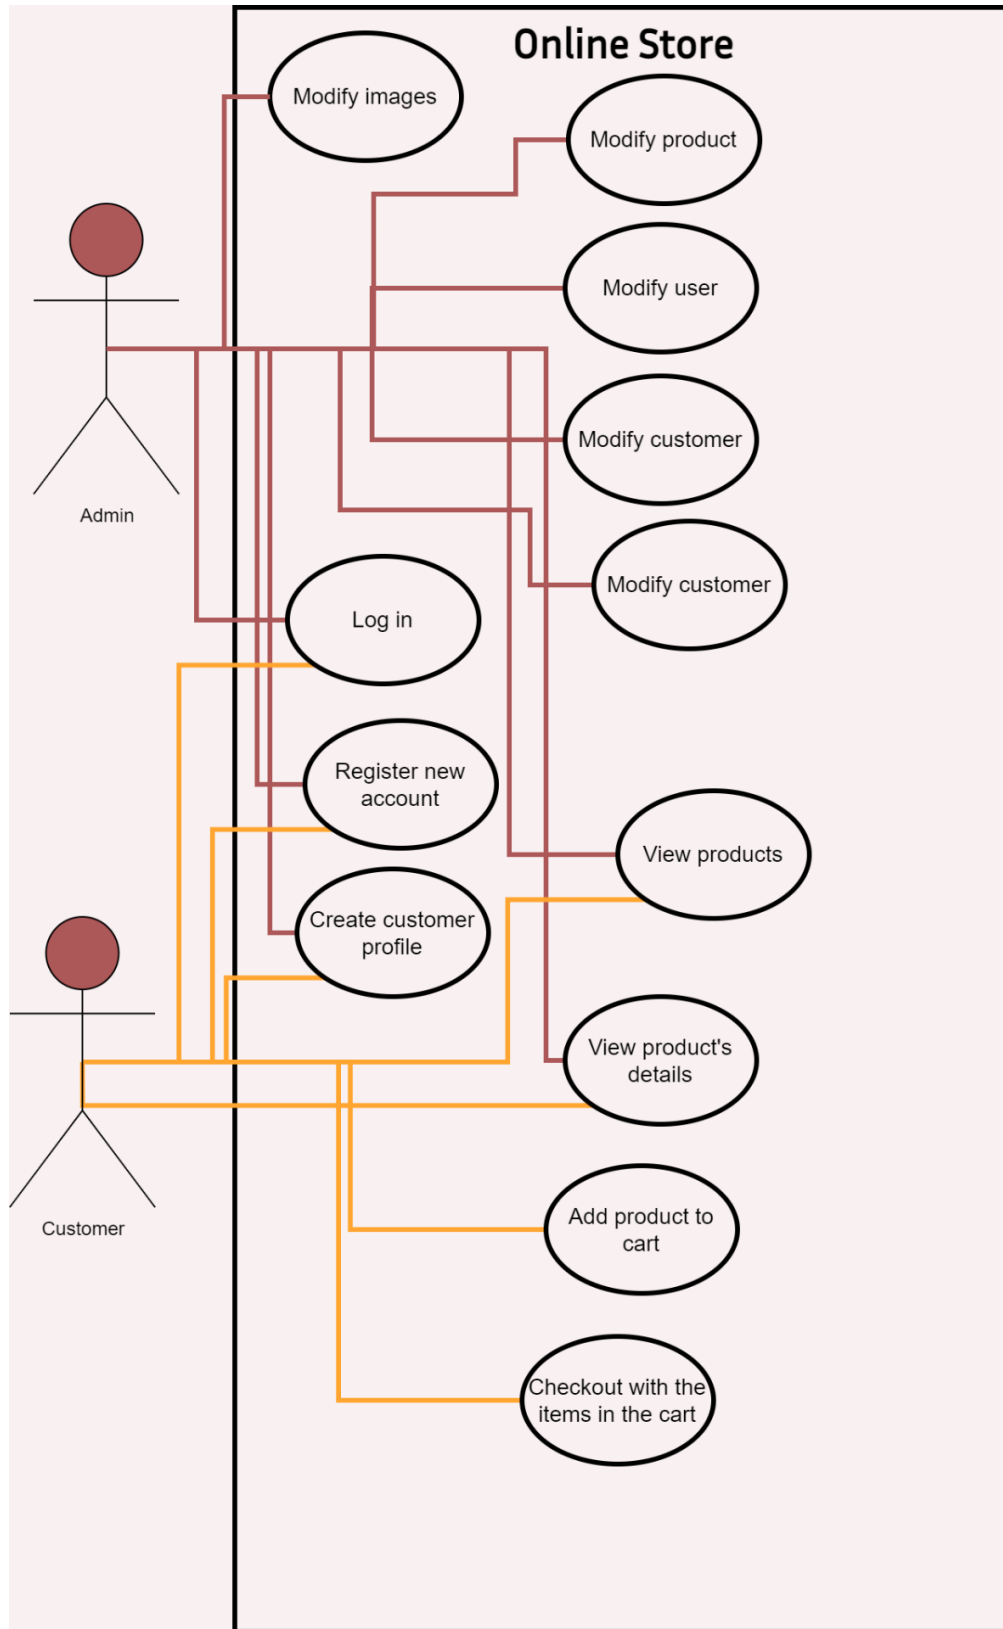 Online Store
Modify images
Modify product
Modify user
Modify customer
Admin
Modify customer
Log in
Register new
account
View products
Create customer
profile
View product's
details
Customer
Add product to
cart
Checkout with the
items in the cart